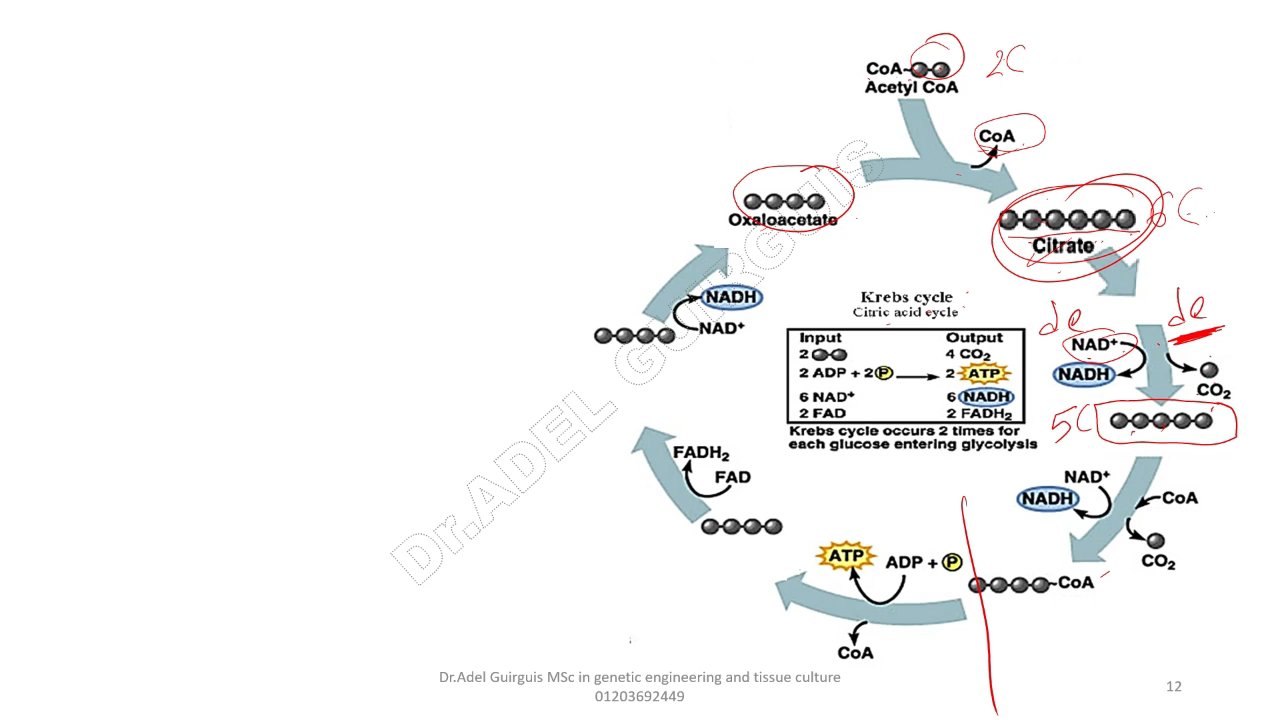 CoA~
Acetyl CoA
2C
CoA
Oxaloacetate
Citrate
6C
NADH
NAD⁺
Krebs cycle
Citric acid cycle
Input
Output
2
4 CO₂
2 ADP + 2 P
2 ATP
6 NAD⁺
6 NADH
2 FAD
2 FADH₂
Krebs cycle occurs 2 times for
each glucose entering glycolysis
de
de
NAD⁺
NADH
CO₂
5C
FADH₂
FAD
NAD⁺
NADH
CoA
CO₂
ATP
ADP + P
~CoA
CoA
Dr.ADEL GUIRGUIS
Dr.Adel Guirguis MSc in genetic engineering and tissue culture
01203692449
12